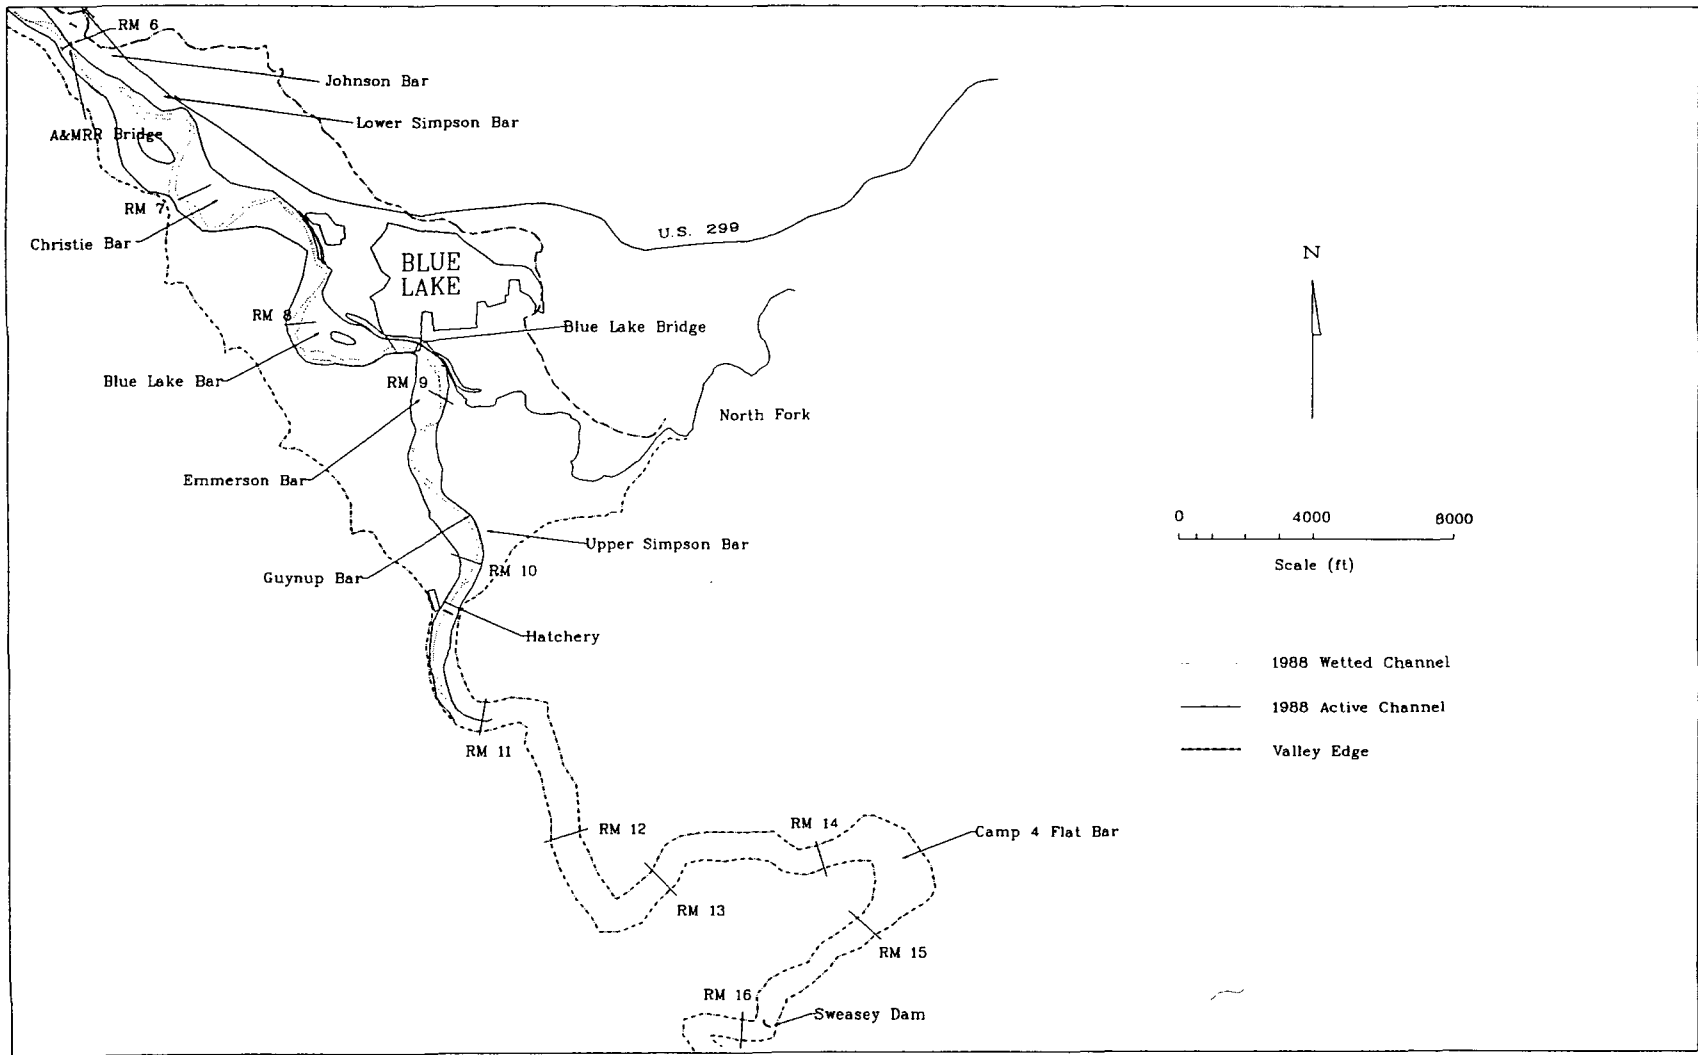 RM 6
Johnson Bar
Lower Simpson Bar
A&MRR Bridge
RM 7
Christie Bar
U.S. 299
BLUE
LAKE
N
RM 8
Blue Lake Bridge
Blue Lake Bar
RM 9
North Fork
Emmerson Bar
0 4000 8000
Scale (ft)
Upper Simpson Bar
RM 10
Guynup Bar
Hatchery
1988 Wetted Channel
1988 Active Channel
Valley Edge
RM 11
RM 12
RM 14
Camp 4 Flat Bar
RM 13
RM 15
RM 16
Sweasey Dam